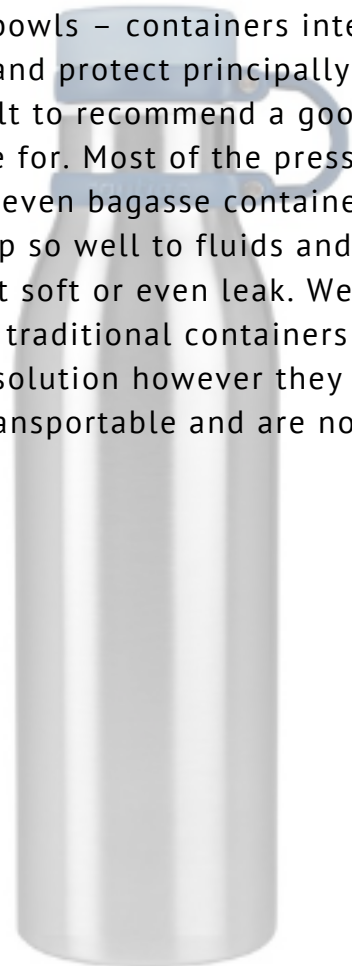 bowls – containers inte
and protect principally
lt to recommend a goo
e for. Most of the press
even bagasse containe
p so well to fluids and
t soft or even leak. We
traditional containers
solution however they
ansportable and are no